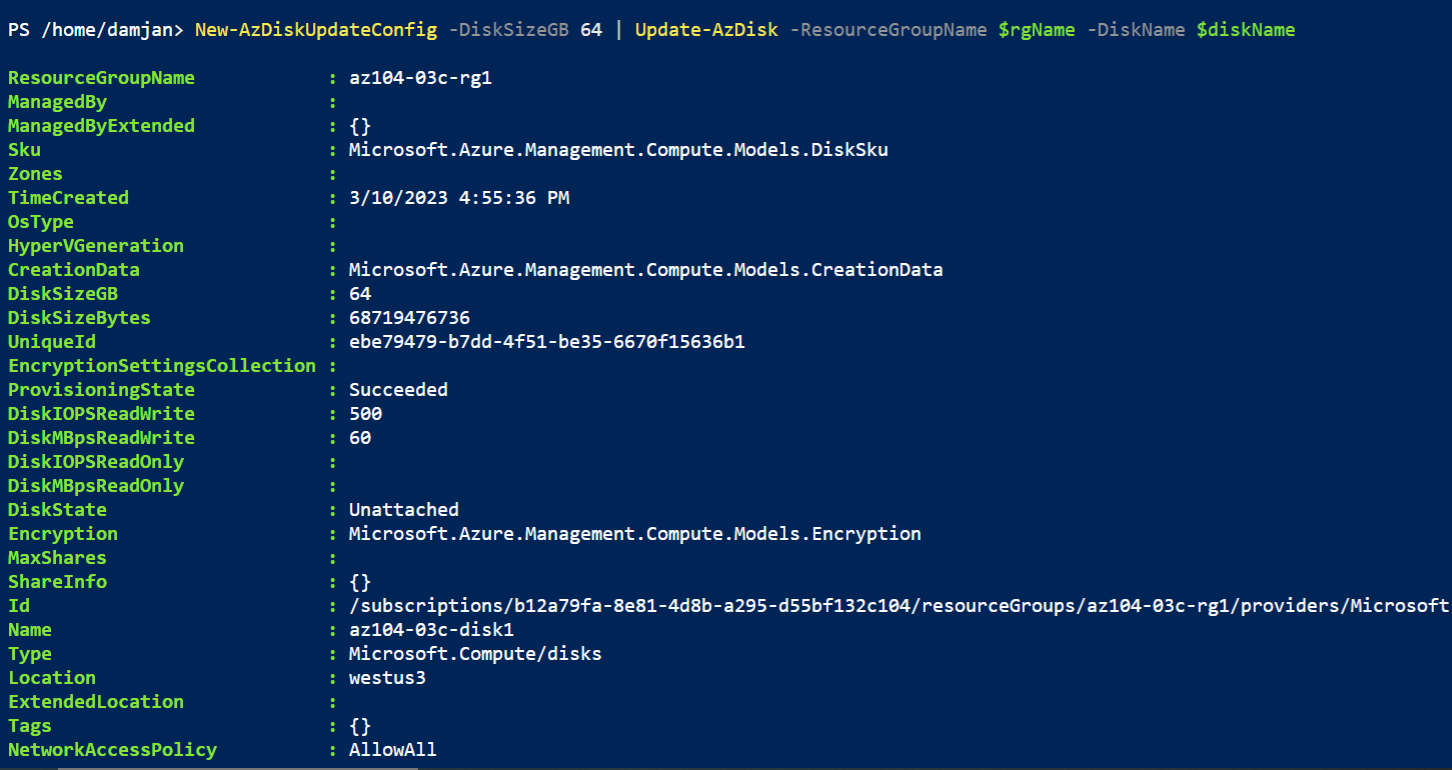 PS /home/damjan> New-AzDiskUpdateConfig -DiskSizeGB 64 | Update-AzDisk -ResourceGroupName $rgName -DiskName $diskName
ResourceGroupName : az104-03c-rg1
ManagedBy :
ManagedByExtended : {}
Sku : Microsoft.Azure.Management.Compute.Models.DiskSku
Zones :
TimeCreated : 3/10/2023 4:55:36 PM
OsType :
HyperVGeneration :
CreationData : Microsoft.Azure.Management.Compute.Models.CreationData
DiskSizeGB : 64
DiskSizeBytes : 68719476736
UniqueId : ebe79479-b7dd-4f51-be35-6670f15636b1
EncryptionSettingsCollection :
ProvisioningState : Succeeded
DiskIOPSReadWrite : 500
DiskMBpsReadWrite : 60
DiskIOPSReadOnly :
DiskMBpsReadOnly :
DiskState : Unattached
Encryption : Microsoft.Azure.Management.Compute.Models.Encryption
MaxShares :
ShareInfo : {}
Id : /subscriptions/b12a79fa-8e81-4d8b-a295-d55bf132c104/resourceGroups/az104-03c-rg1/providers/Microsoft
Name : az104-03c-disk1
Type : Microsoft.Compute/disks
Location : westus3
ExtendedLocation :
Tags : {}
NetworkAccessPolicy : AllowAll